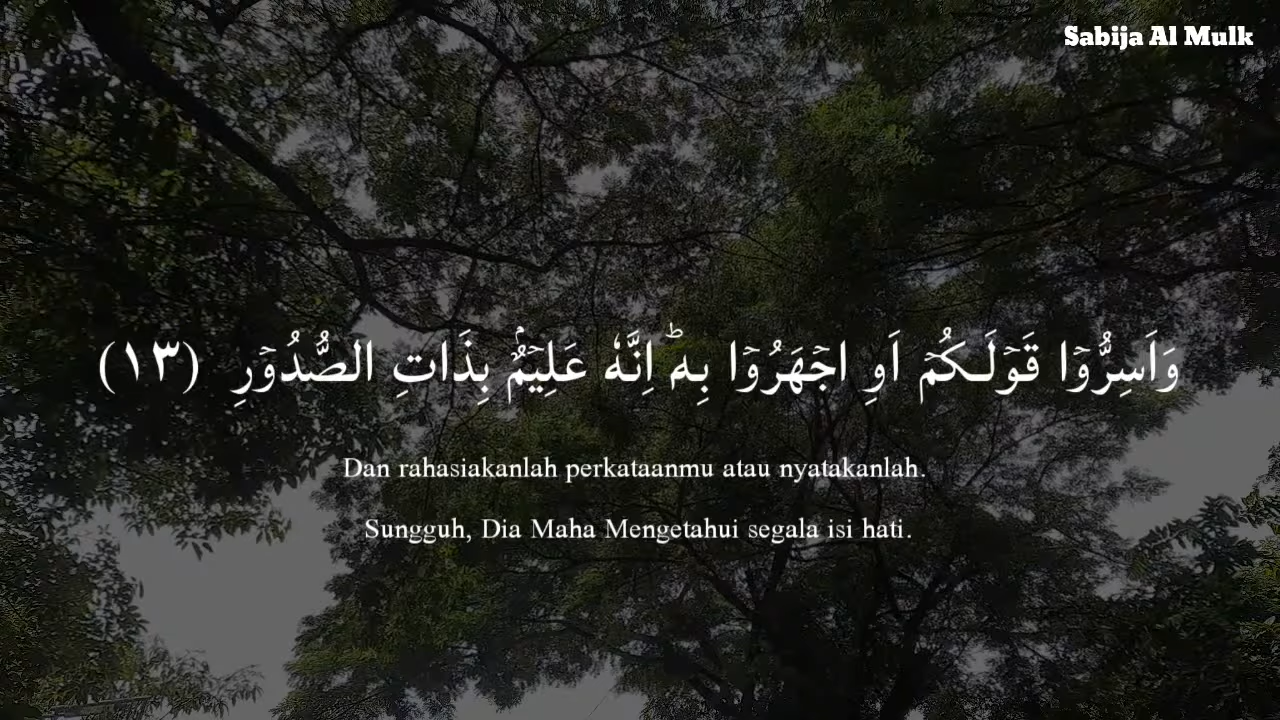 Sabija Al Mulk
وَاَسِرُّوْا قَوْلَكُمْ اَوِ اجْهَرُوْا بِهٖۗ اِنَّهٗ عَلِيْمٌۢ بِذَاتِ الصُّدُوْرِ (١٣)
Dan rahasiakanlah perkataanmu atau nyatakanlah.
Sungguh, Dia Maha Mengetahui segala isi hati.